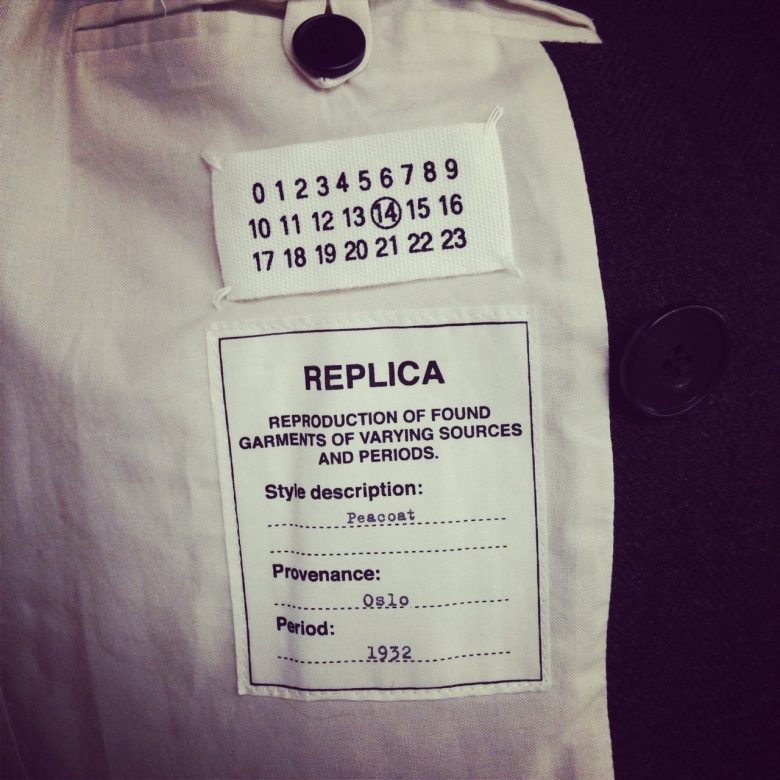 0 1 2 3 4 5 6 7 8 9
10 11 12 13 14 15 16
17 18 19 20 21 22 23
REPLICA
REPRODUCTION OF FOUND
GARMENTS OF VARYING SOURCES
AND PERIODS.
Style description:
Peacoat
Provenance:
Oslo
Period:
1932